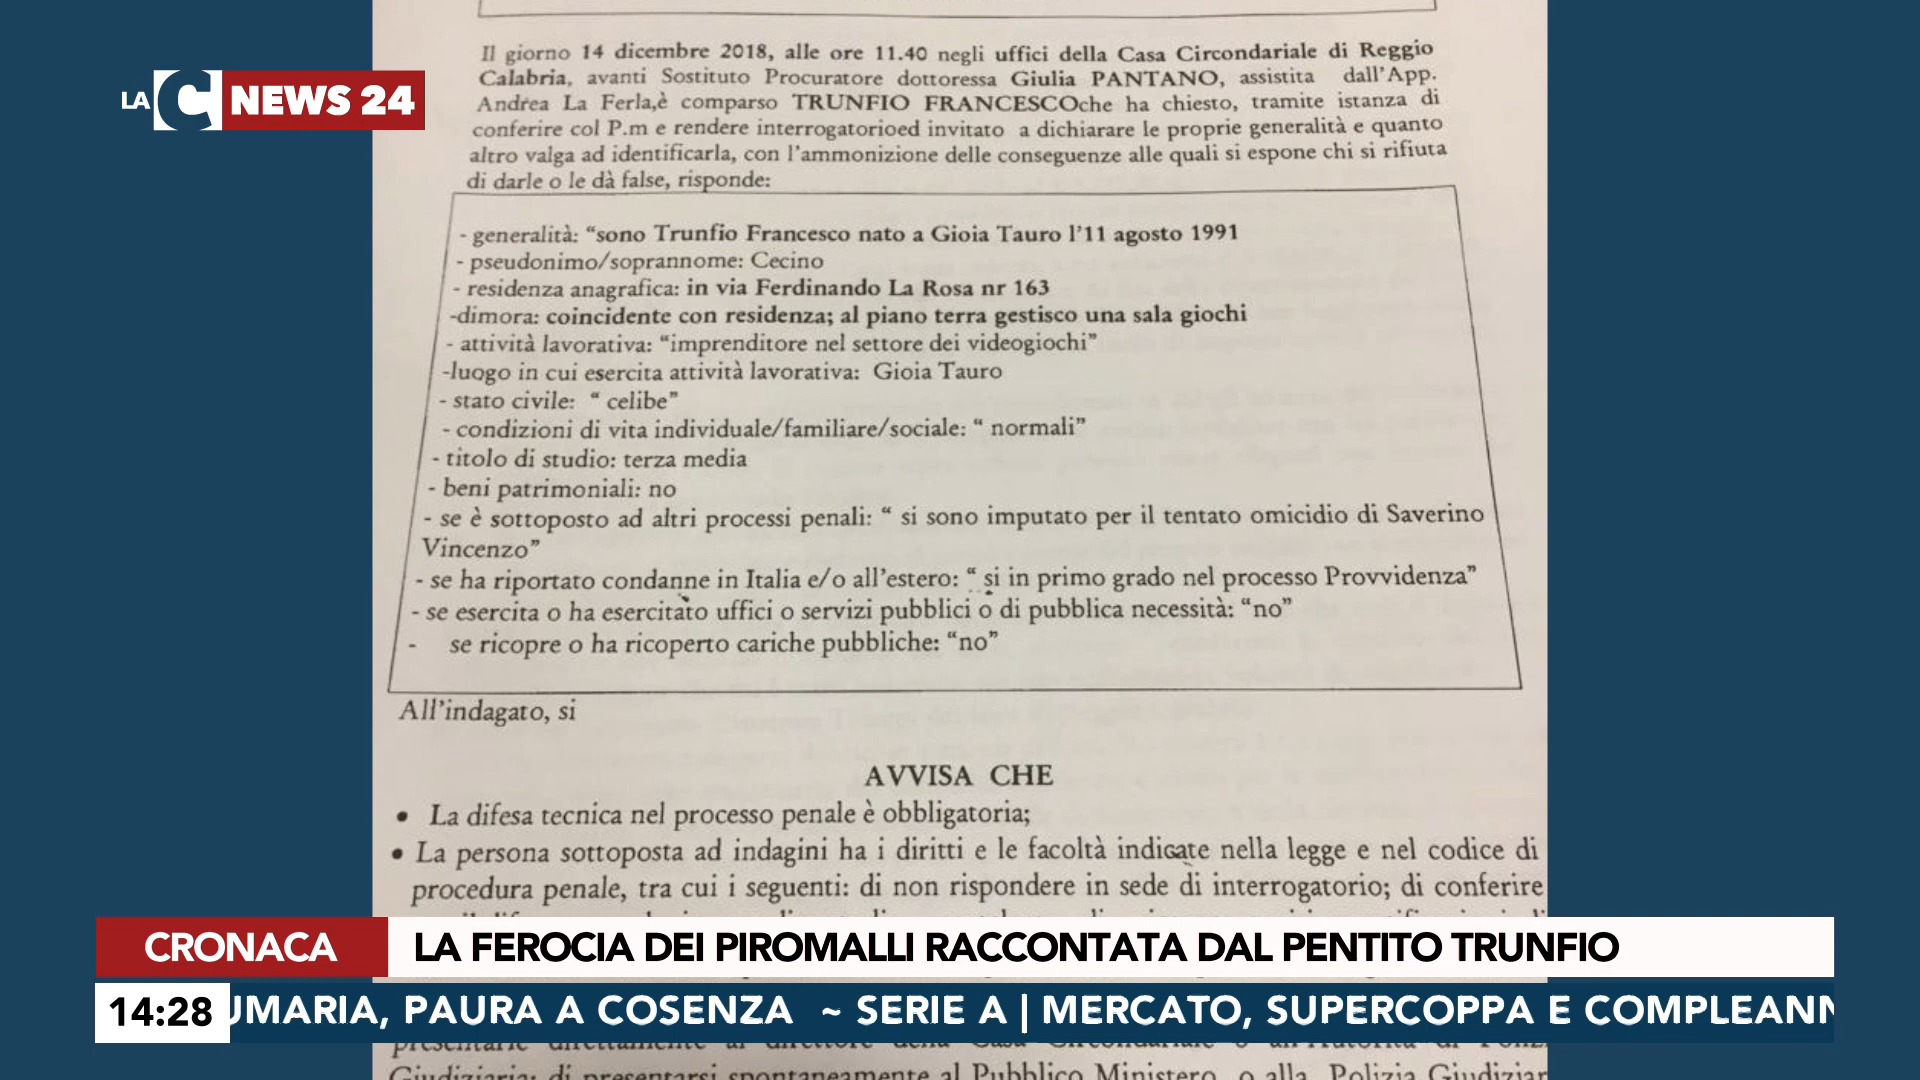 Il giorno 14 dicembre 2018, alle ore 11.40 negli uffici della Casa Circondariale di Reggio
Calabria, avanti Sostituto Procuratore dottoressa Giulia PANTANO, assistita dall'App.
Andrea La Ferla,è comparso TRUNFIO FRANCESCOche ha chiesto, tramite istanza di
conferire col P.m e rendere interrogatorioed invitato a dichiarare le proprie generalità e quanto
altro valga ad identificarla, con l'ammonizione delle conseguenze alle quali si espone chi si rifiuta
di darle o le dà false, risponde:
- generalità: "sono Trunfio Francesco nato a Gioia Tauro l'11 agosto 1991
- pseudonimo/soprannome: Cecino
- residenza anagrafica: in via Ferdinando La Rosa nr 163
-dimora: coincidente con residenza; al piano terra gestisco una sala giochi
- attività lavorativa: "imprenditore nel settore dei videogiochi"
-luogo in cui esercita attività lavorativa: Gioia Tauro
- stato civile: " celibe"
- condizioni di vita individuale/familiare/sociale: " normali"
- titolo di studio: terza media
- beni patrimoniali: no
- se è sottoposto ad altri processi penali: " si sono imputato per il tentato omicidio di Saverino
Vincenzo"
- se ha riportato condanne in Italia e/o all'estero: " si in primo grado nel processo Provvidenza"
- se esercita o ha esercitato uffici o servizi pubblici o di pubblica necessità: "no"
- se ricopre o ha ricoperto cariche pubbliche: "no"
All'indagato, si
AVVISA CHE
• La difesa tecnica nel processo penale è obbligatoria;
• La persona sottoposta ad indagini ha i diritti e le facoltà indicate nella legge e nel codice di
procedura penale, tra cui i seguenti: di non rispondere in sede di interrogatorio; di conferire
Giudiziaria; di presentarsi spontaneamente al Pubblico Ministero o alla Polizia Giudiziar
LA C NEWS 24
CRONACA LA FEROCIA DEI PIROMALLI RACCONTATA DAL PENTITO TRUNFIO
14:28 UMARIA, PAURA A COSENZA ~ SERIE A | MERCATO, SUPERCOPPA E COMPLEANN